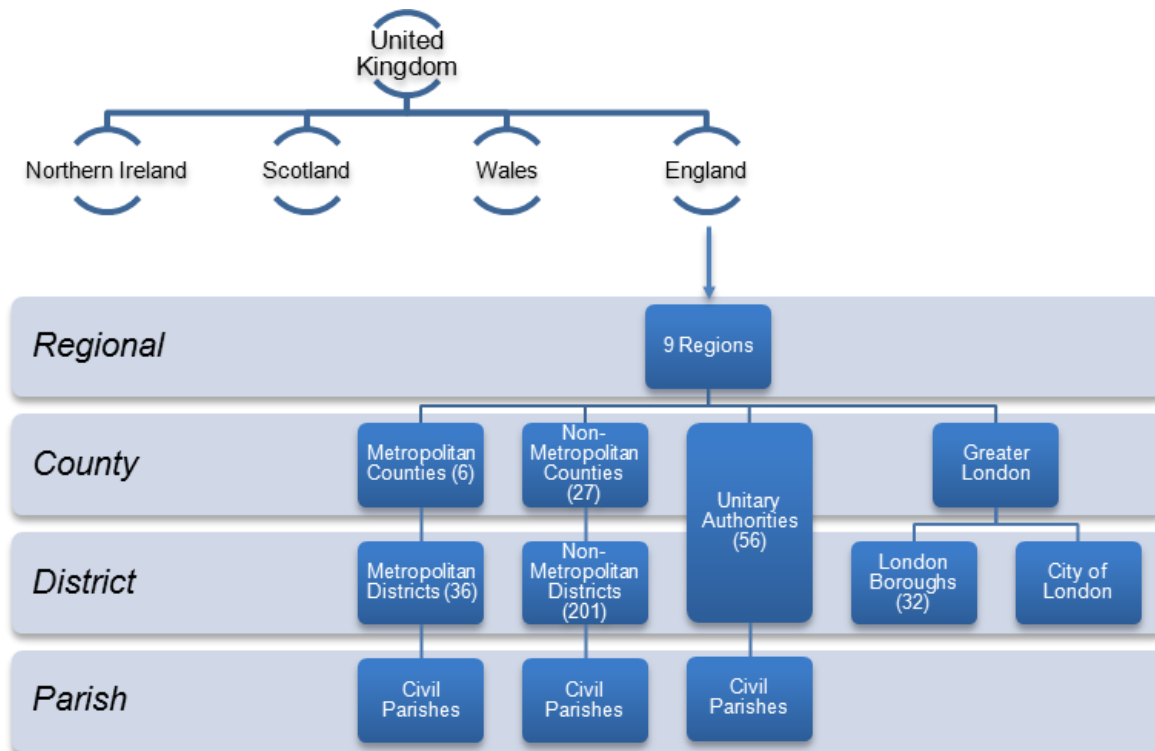 United
Kingdom
Northern Ireland
Scotland
Wales
England
Regional
9 Regions
County
Metropolitan
Counties (6)
Non-
Metropolitan
Counties
(27)
Unitary
Authorities
(56)
Greater
London
District
Metropolitan
Districts (36)
Non-
Metropolitan
Districts
(201)
London
Boroughs
(32)
City of
London
Parish
Civil
Parishes
Civil
Parishes
Civil
Parishes